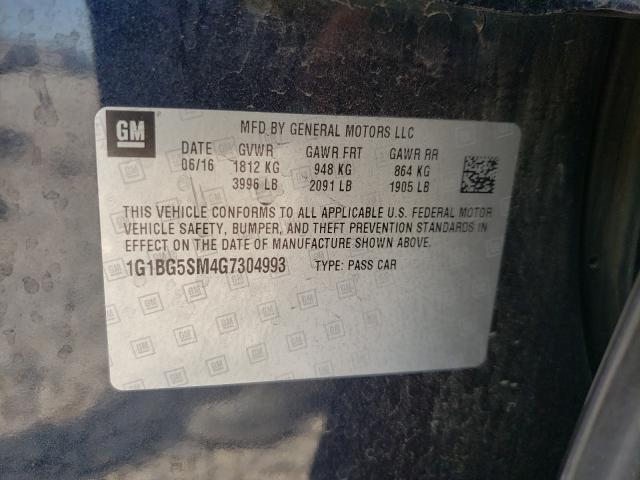 GM
MFD BY GENERAL MOTORS LLC
DATE GVWR GAWR FRT GAWR RR
06/16 1812 KG 948 KG 864 KG
3996 LB 2091 LB 1905 LB
THIS VEHICLE CONFORMS TO ALL APPLICABLE U.S. FEDERAL MOTOR
VEHICLE SAFETY, BUMPER, AND THEFT PREVENTION STANDARDS IN
EFFECT ON THE DATE OF MANUFACTURE SHOWN ABOVE.
1G1BG5SM4G7304993 TYPE: PASS CAR